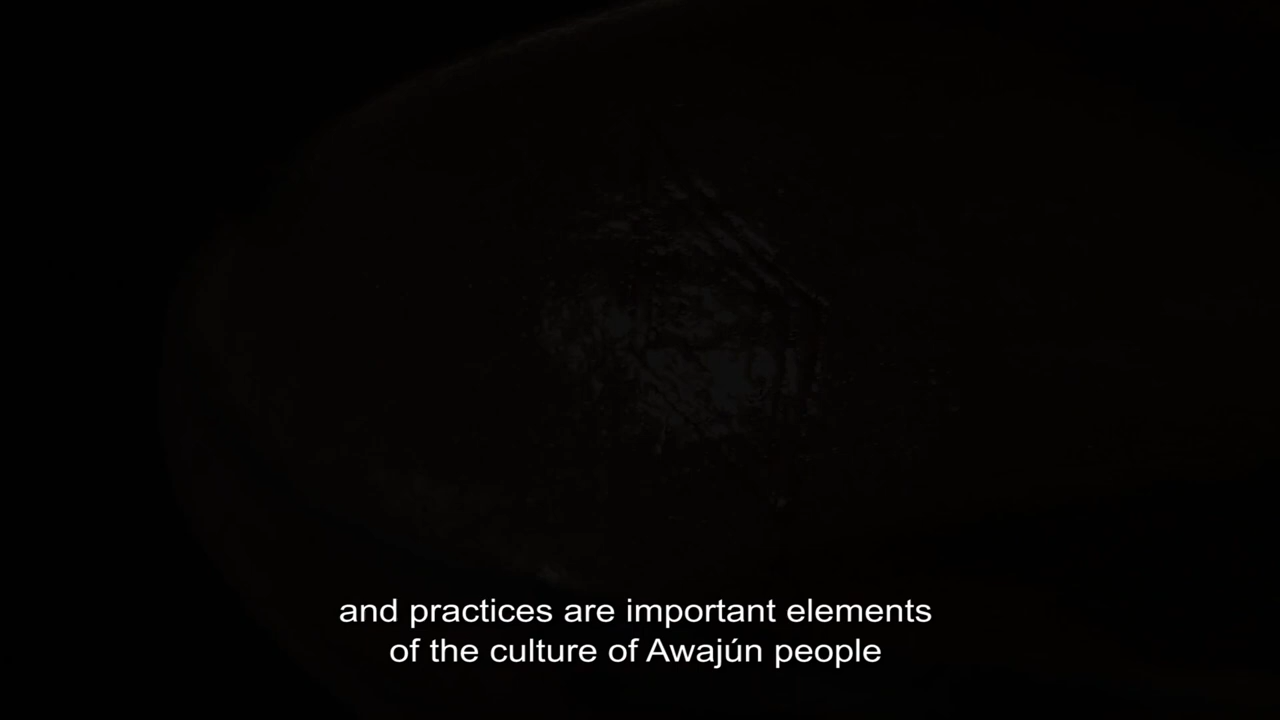 and practices are important elements
of the culture of Awajún people